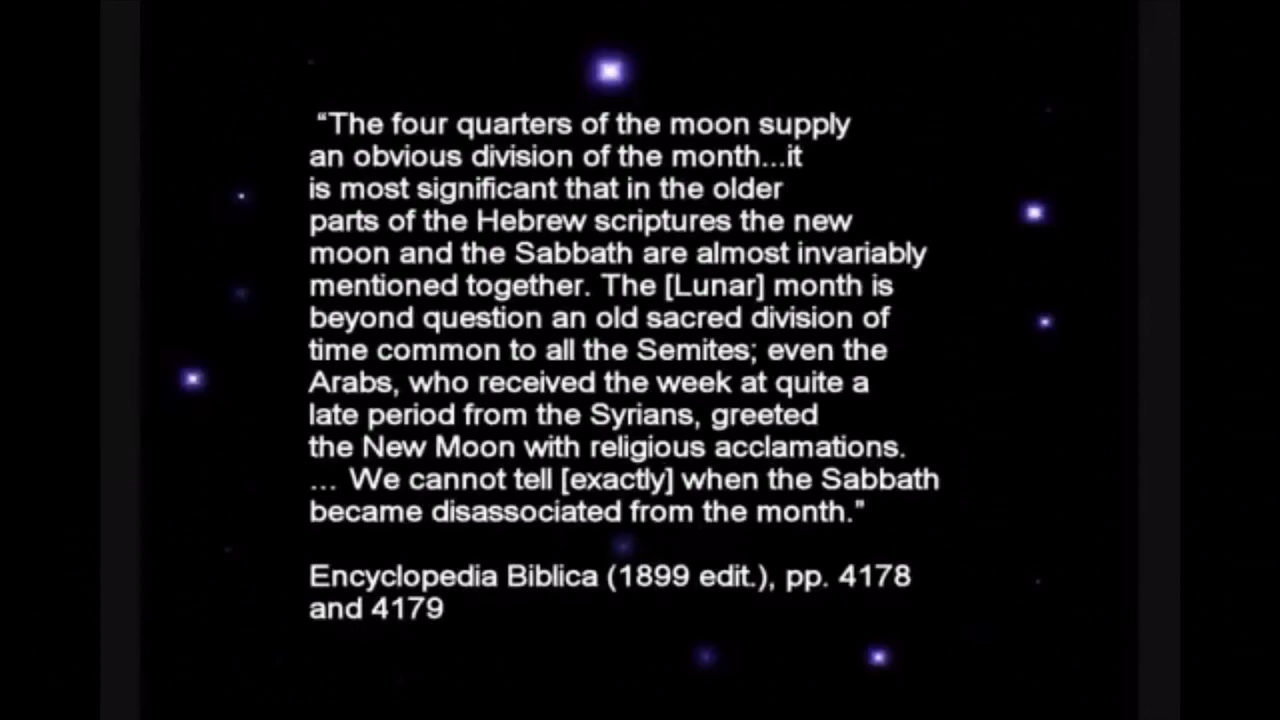 “The four quarters of the moon supply
an obvious division of the month...it
is most significant that in the older
parts of the Hebrew scriptures the new
moon and the Sabbath are almost invariably
mentioned together. The [Lunar] month is
beyond question an old sacred division of
time common to all the Semites; even the
Arabs, who received the week at quite a
late period from the Syrians, greeted
the New Moon with religious acclamations.
... We cannot tell [exactly] when the Sabbath
became disassociated from the month.”
Encyclopedia Biblica (1899 edit.), pp. 4178
and 4179